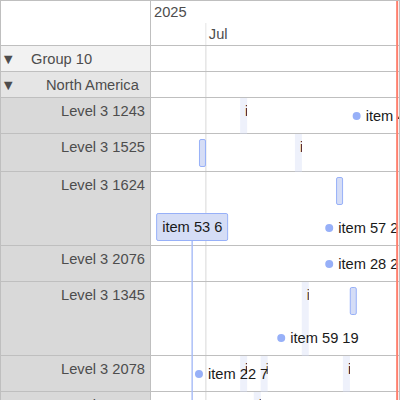 2025
Jul
▼ Group 10
▼ North America
Level 3 1243
i
item
Level 3 1525
i
Level 3 1624
item 53 6
item 57 2
Level 3 2076
item 28 2
Level 3 1345
i
item 59 19
Level 3 2078
item 22 7
i
i
i